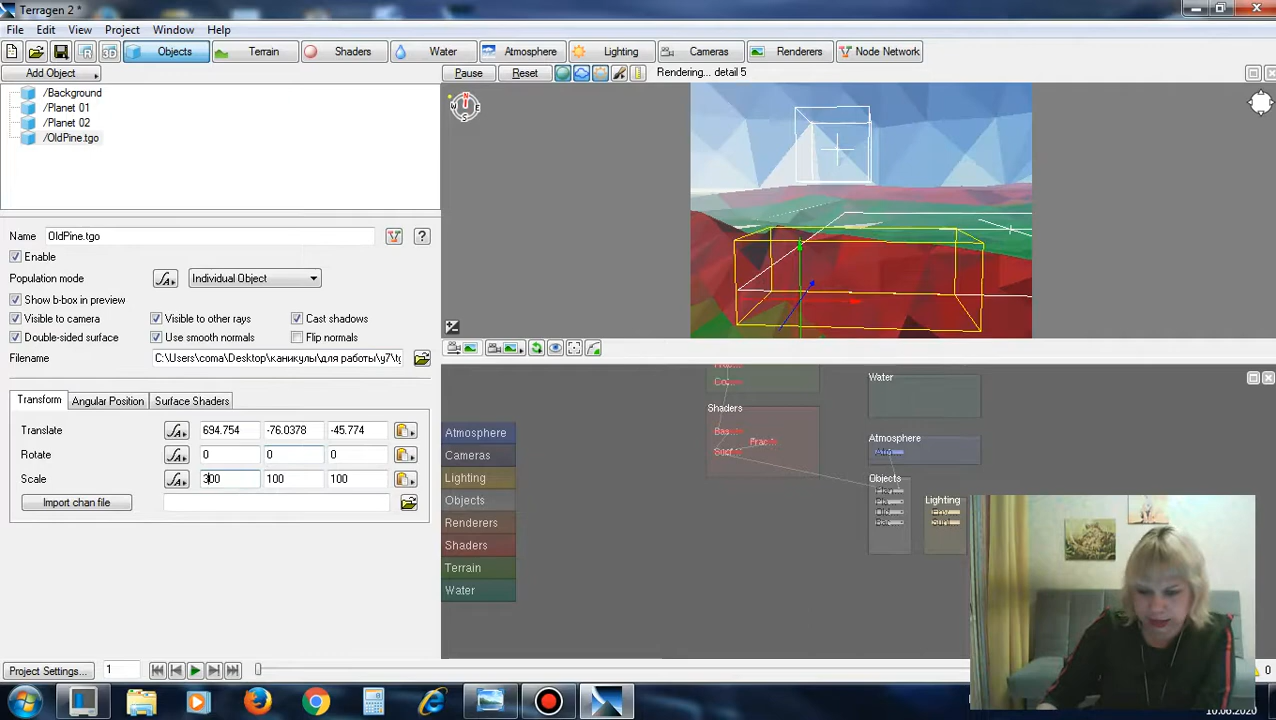 Terragen 2 *
File Edit View Project Window Help
Objects Terrain Shaders Water Atmosphere Lighting Cameras Renderers Node Network
Add Object
Pause Reset Rendering... detail 5
/Background
/Planet 01
/Planet 02
/OldPine.tgo
N
W E
S
Name OldPine.tgo ?
Enable
Population mode Individual Object
Show b-box in preview
Visible to camera Visible to other rays Cast shadows
Double-sided surface Use smooth normals Flip normals
Filename C:\Users\coma\Desktop\каникулы\для работы\у7\tg
Transform Angular Position Surface Shaders
Translate 694.754 -76.0378 -45.774
Rotate 0 0 0
Scale 300 100 100
Import chan file
Water
Shaders
Atmosphere
Objects
Lighting
Atmosphere
Cameras
Lighting
Objects
Renderers
Shaders
Terrain
Water
Project Settings... 1
0
10.06.2020